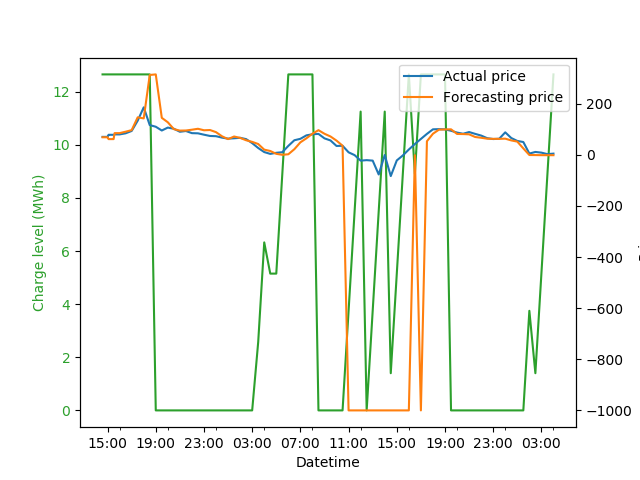 Actual price
Forecasting price
12
10
8
6
4
2
0
Charge level (MWh)
200
0
−200
−400
−600
−800
−1000
15:00 19:00 23:00 03:00 07:00 11:00 15:00 19:00 23:00 03:00
Datetime